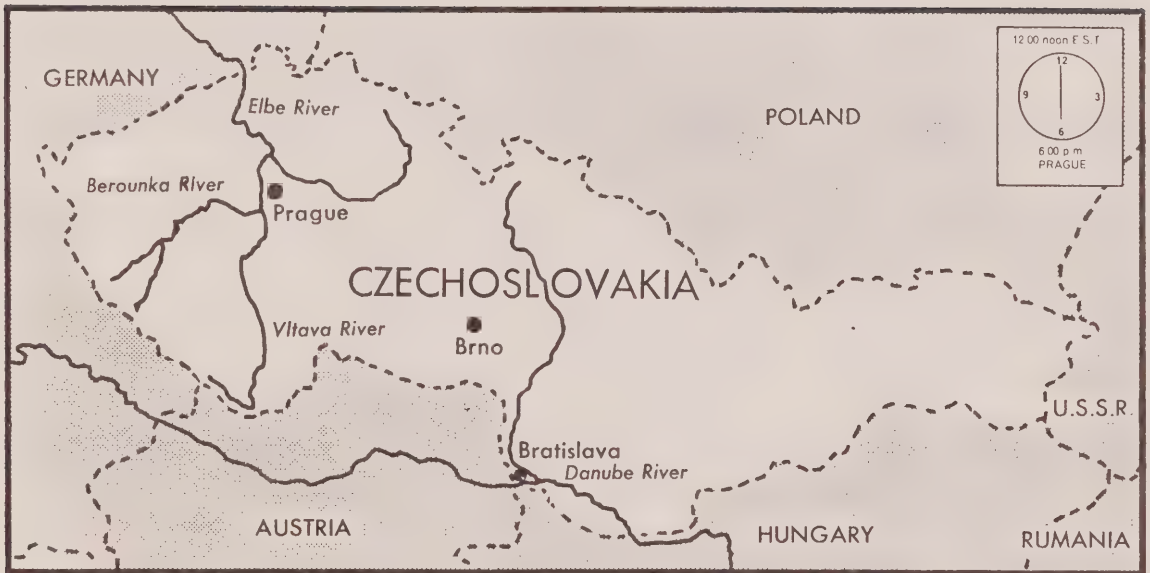 GERMANY
Elbe River
POLAND
12 00 noon E.S.T
12
9
3
6
6 00 p m
PRAGUE
Berounka River
Prague
CZECHOSLOVAKIA
Vltava River
Brno
U.S.S.R.
Bratislava
Danube River
AUSTRIA
HUNGARY
RUMANIA